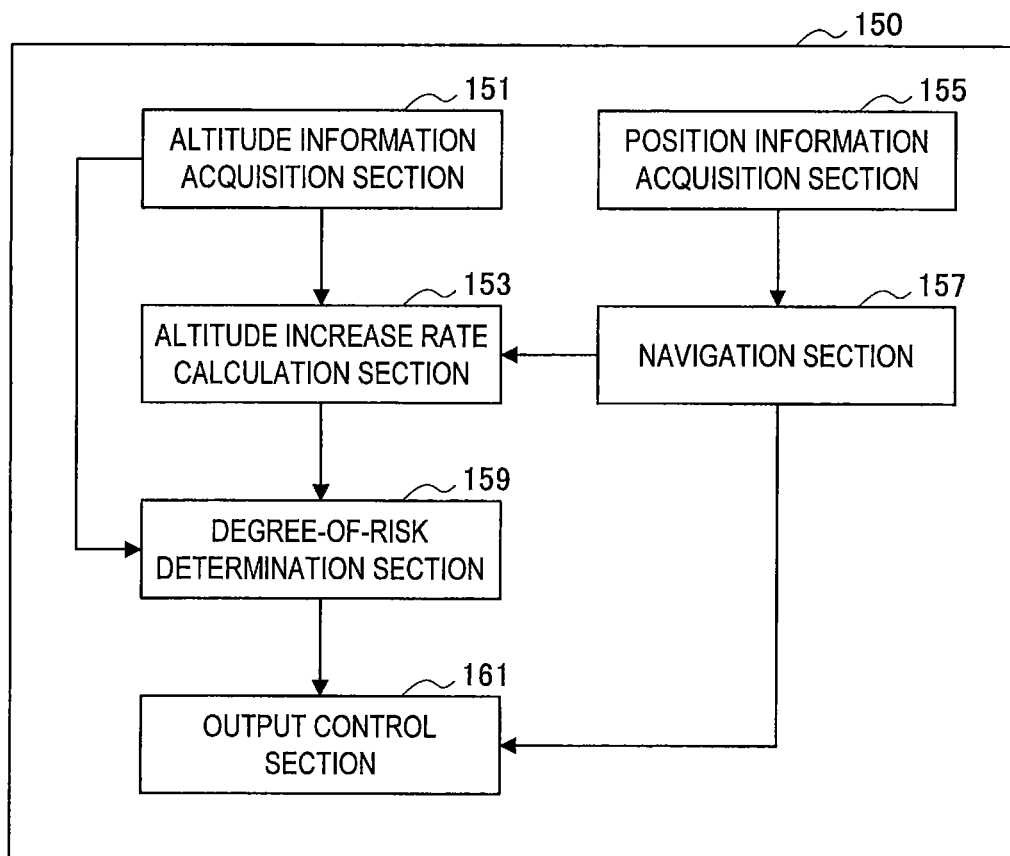 150
151
ALTITUDE INFORMATION
ACQUISITION SECTION
155
POSITION INFORMATION
ACQUISITION SECTION
153
ALTITUDE INCREASE RATE
CALCULATION SECTION
157
NAVIGATION SECTION
159
DEGREE-OF-RISK
DETERMINATION SECTION
161
OUTPUT CONTROL
SECTION